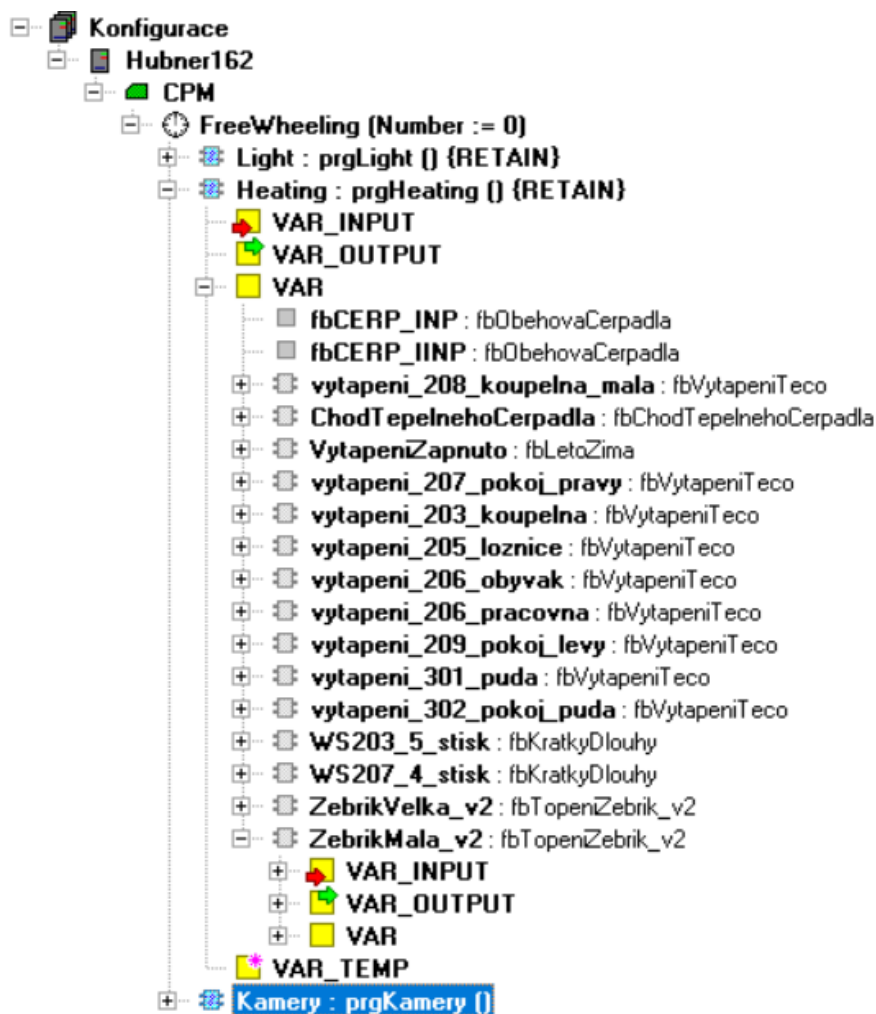 Konfigurace
Hubner162
CPM
FreeWheeling (Number := 0)
Light : prgLight () {RETAIN}
Heating : prgHeating () {RETAIN}
VAR_INPUT
VAR_OUTPUT
VAR
fbCERP_INP : fbObehovaCerpadla
fbCERP_IINP : fbObehovaCerpadla
vytapeni_208_koupelna_mala : fbVytapeniTeco
ChodTepelnehoCerpadla : fbChodTepelnehoCerpadla
VytapeniZapnuto : fbLetoZima
vytapeni_207_pokoj_pravy : fbVytapeniTeco
vytapeni_203_koupelna : fbVytapeniTeco
vytapeni_205_loznice : fbVytapeniTeco
vytapeni_206_obyvak : fbVytapeniTeco
vytapeni_206_pracovna : fbVytapeniTeco
vytapeni_209_pokoj_levy : fbVytapeniTeco
vytapeni_301_puda : fbVytapeniTeco
vytapeni_302_pokoj_puda : fbVytapeniTeco
WS203_5_stisk : fbKratkyDlouhy
WS207_4_stisk : fbKratkyDlouhy
ZebrikVelka_v2 : fbTopeniZebrik_v2
ZebrikMala_v2 : fbTopeniZebrik_v2
VAR_INPUT
VAR_OUTPUT
VAR
VAR_TEMP
Kamery : prgKamery ()